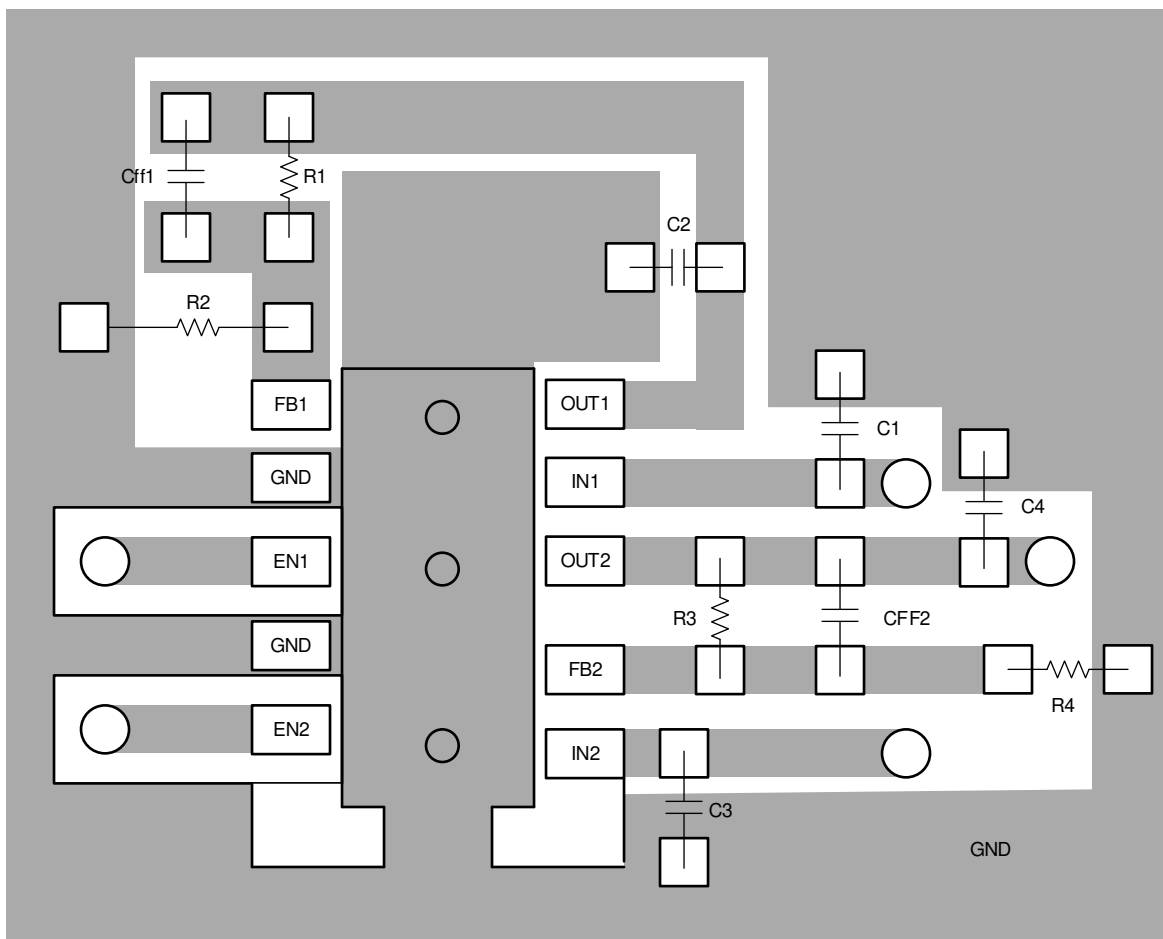 Cff1
R1
C2
R2
FB1
OUT1
C1
GND
IN1
C4
EN1
OUT2
R3
CFF2
GND
FB2
R4
EN2
IN2
C3
GND